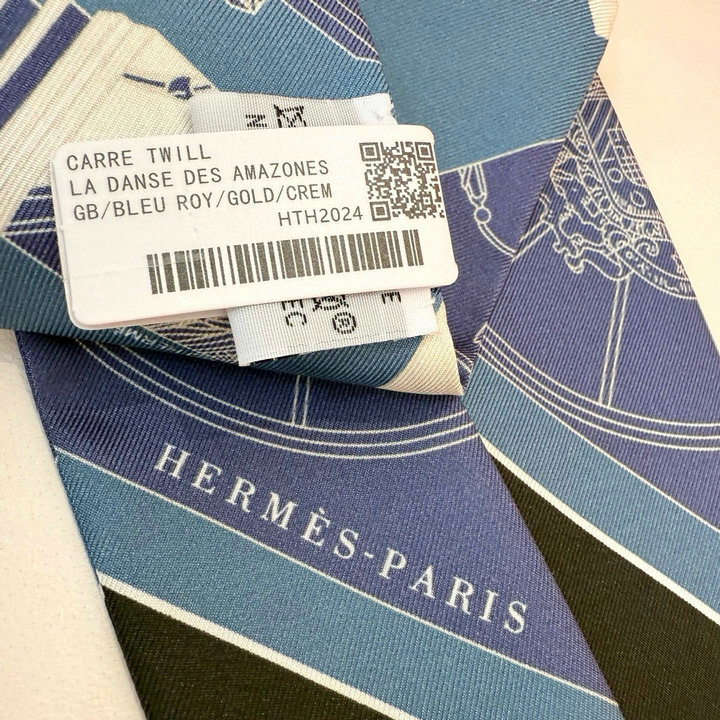 CARRE TWILL
LA DANSE DES AMAZONES
GB/BLEU ROY/GOLD/CREM
HTH2024
HERMÈS-PARIS